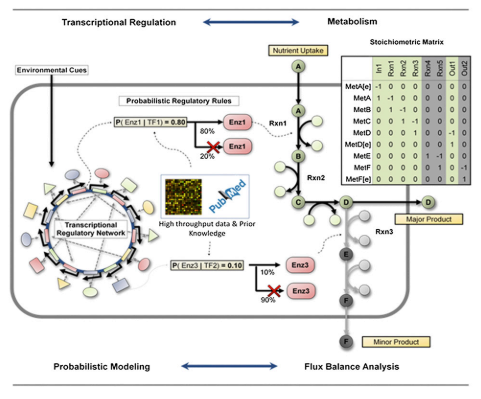 Transcriptional Regulation
Metabolism
Nutrient Uptake
Stoichiometric Matrix
In1 Rxn1 Rxn2 Rxn3 Rxn4 Rxn5 Out1 Out2
MetA[e] -1 0 0 0 0 0 0 0
MetA 1 -1 0 0 0 0 0 0
MetB 0 1 -1 0 0 0 0 0
MetC 0 0 1 -1 0 0 0 0
MetD 0 0 0 1 0 0 -1 0
MetD[e] 0 0 0 0 0 0 1 0
MetE 0 0 0 0 1 -1 0 0
MetF 0 0 0 0 0 1 0 -1
MetF[e] 0 0 0 0 0 0 0 1
Environmental Cues
A
Probabilistic Regulatory Rules
A
P( Enz1 | TF1) = 0.80
Enz1
Rxn1
80%
Enz1
20%
B
Rxn2
PubMed
C
D
D
Major Product
High throughput data & Prior
Knowledge
Transcriptional
Regulatory Network
Rxn3
E
P( Enz3 | TF2) = 0.10
10%
Enz3
90%
Enz3
F
F
Minor Product
Probabilistic Modeling
Flux Balance Analysis